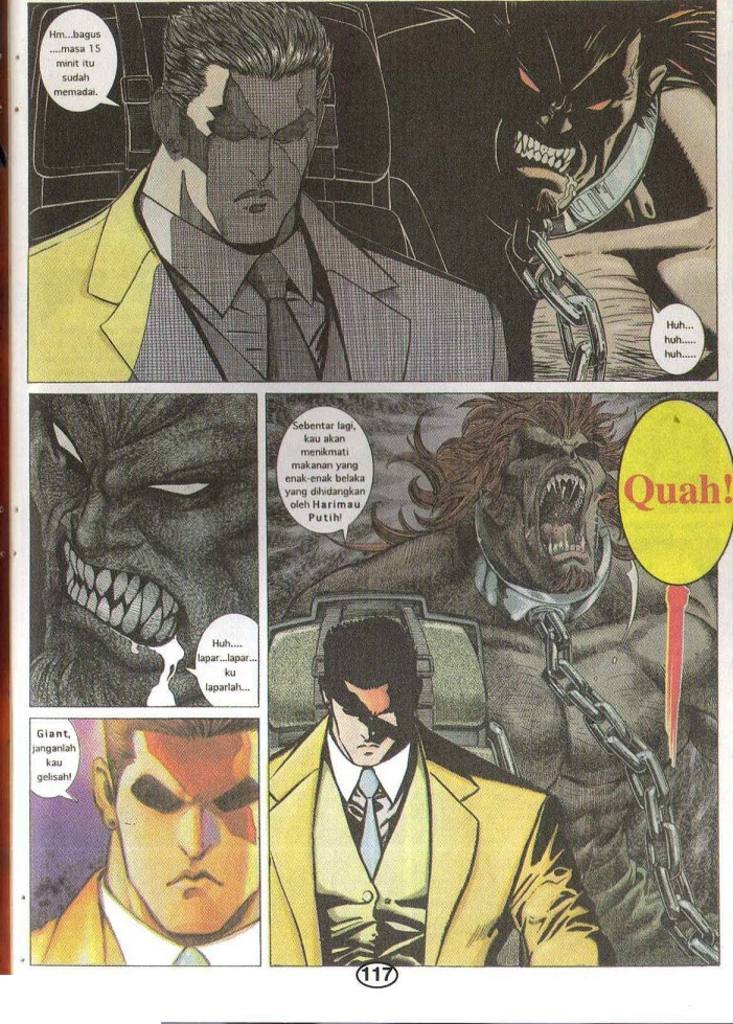 Hm...bagus
....masa 15
minit itu
sudah
memadai.
Huh...
huh.....
huh.....
Huh....
lapar...lapar...
ku
laparlah...
Giant,
janganlah
kau
gelisah!
Sebentar lagi,
kau akan
menikmati
makanan yang
enak-enak belaka
yang dihidangkan
oleh Harimau
Putih!
Quah!
117